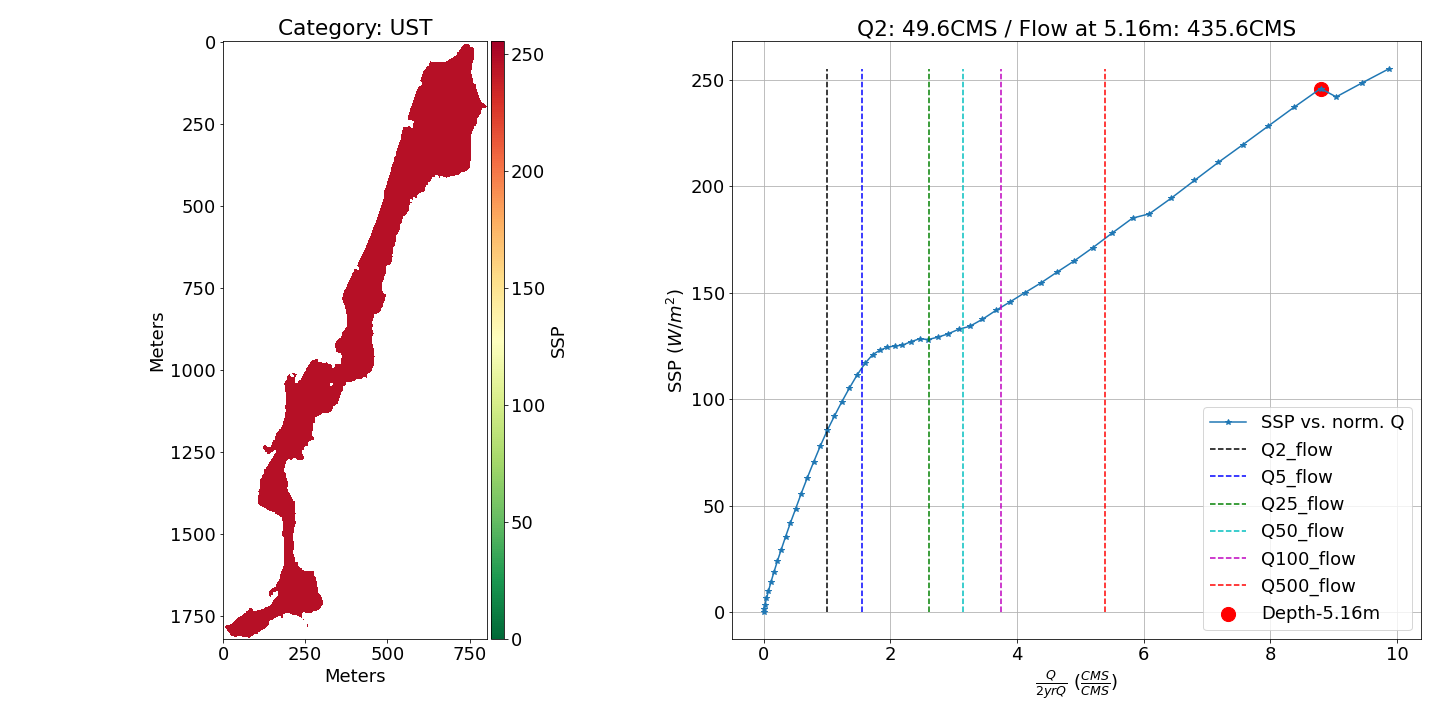 Category: UST
0
250
500
750
1000
1250
1500
1750
Meters
0 250 500 750
Meters
250
200
150
100
50
0
SSP
Q2: 49.6CMS / Flow at 5.16m: 435.6CMS
250
200
150
100
50
0
SSP (W/m²)
0 2 4 6 8 10
Q/2yrQ (CMS/CMS)
SSP vs. norm. Q
Q2_flow
Q5_flow
Q25_flow
Q50_flow
Q100_flow
Q500_flow
Depth-5.16m